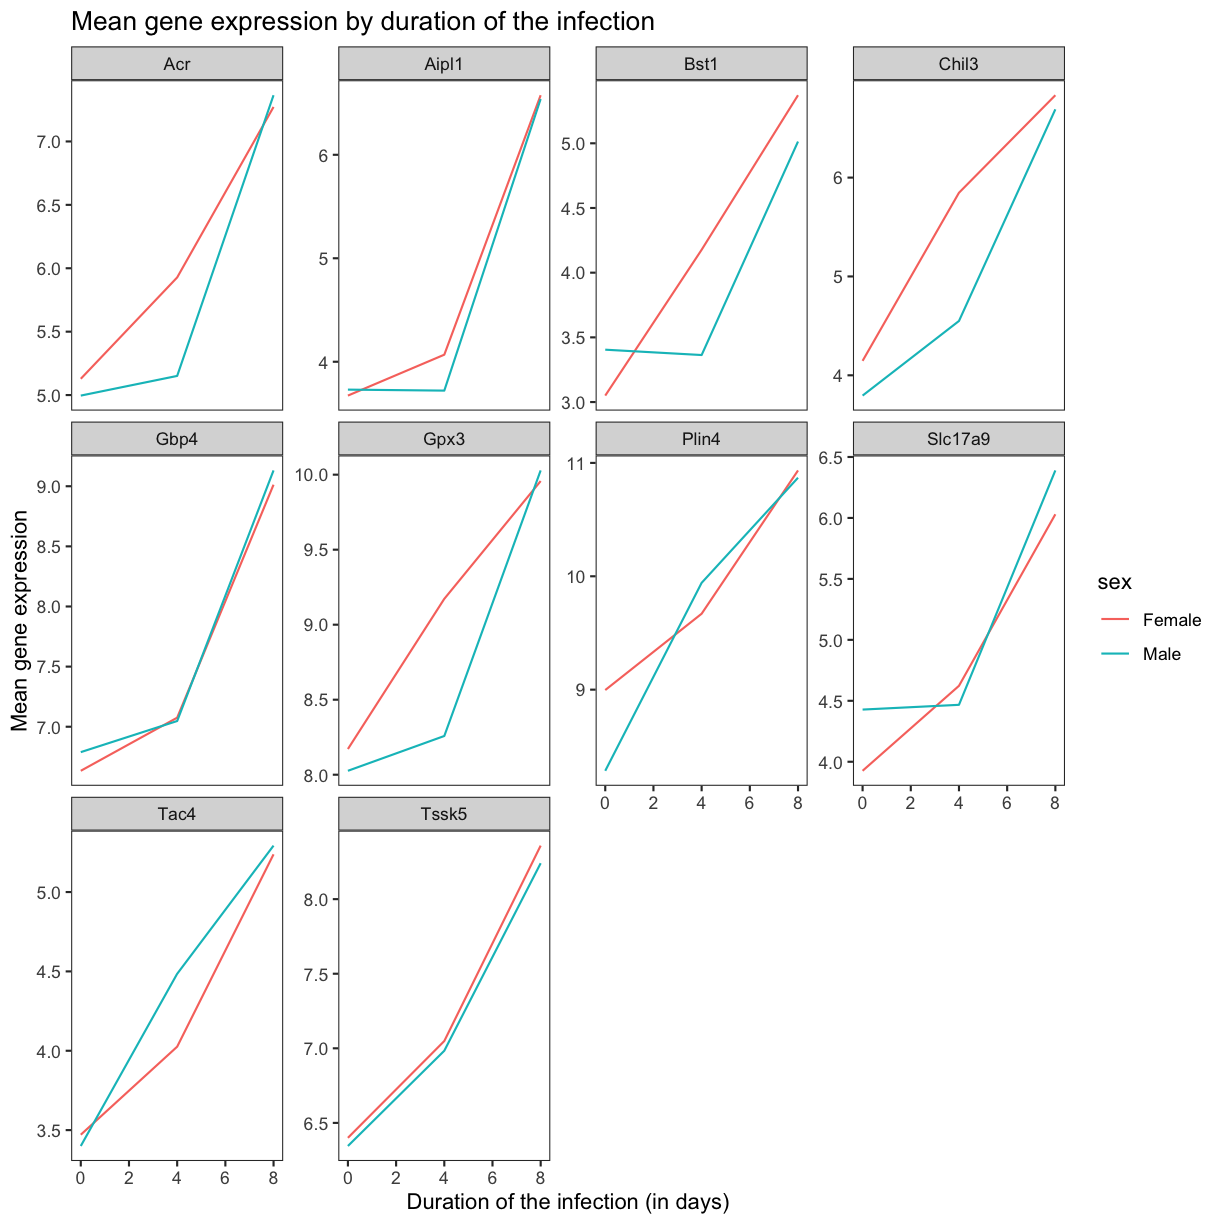 Mean gene expression by duration of the infection
Acr
Aipl1
Bst1
Chil3
7.0
6.5
6.0
5.5
5.0
6
5
4
5.0
4.5
4.0
3.5
3.0
6
5
4
Gbp4
Gpx3
Plin4
Slc17a9
9.0
8.5
8.0
7.5
7.0
10.0
9.5
9.0
8.5
8.0
11
10
9
6.5
6.0
5.5
5.0
4.5
4.0
0 2 4 6 8
0 2 4 6 8
Tac4
Tssk5
5.0
4.5
4.0
3.5
8.0
7.5
7.0
6.5
0 2 4 6 8
0 2 4 6 8
Mean gene expression
Duration of the infection (in days)
sex
Female
Male